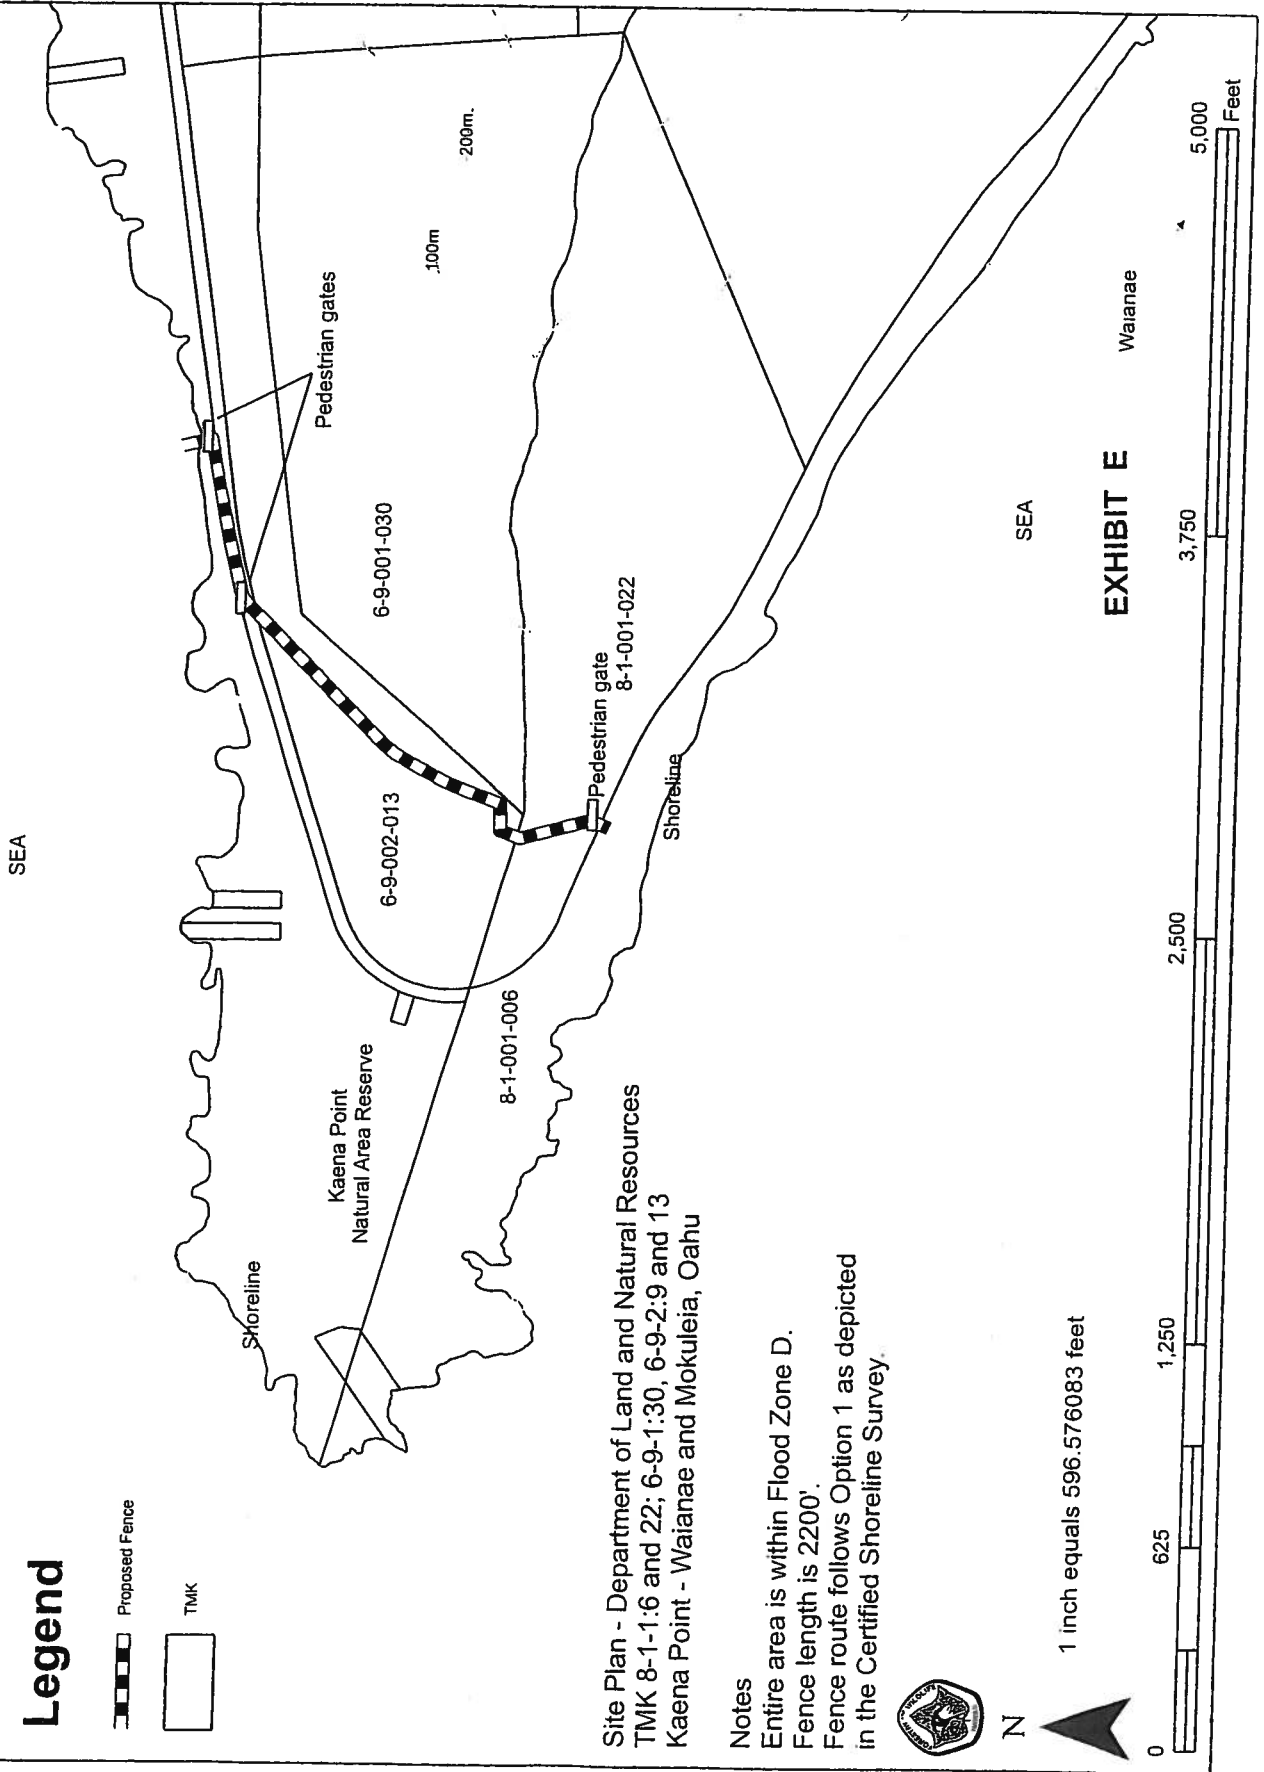 Legend
Proposed Fence
TMK
SEA
Shoreline
Kaena Point
Natural Area Reserve
6-9-002-013
8-1-001-006
6-9-001-030
Pedestrian gates
100m
200m.
Pedestrian gate
8-1-001-022
Shoreline
SEA
Waianae
Site Plan - Department of Land and Natural Resources
TMK 8-1-1:6 and 22; 6-9-1:30, 6-9-2:9 and 13
Kaena Point - Waianae and Mokuleia, Oahu
Notes
Entire area is within Flood Zone D.
Fence length is 2200'.
Fence route follows Option 1 as depicted
in the Certified Shoreline Survey.
FORESTRY
WILDLIFE
N
1 inch equals 596.576083 feet
EXHIBIT E
0 625 1,250 2,500 3,750 5,000
Feet